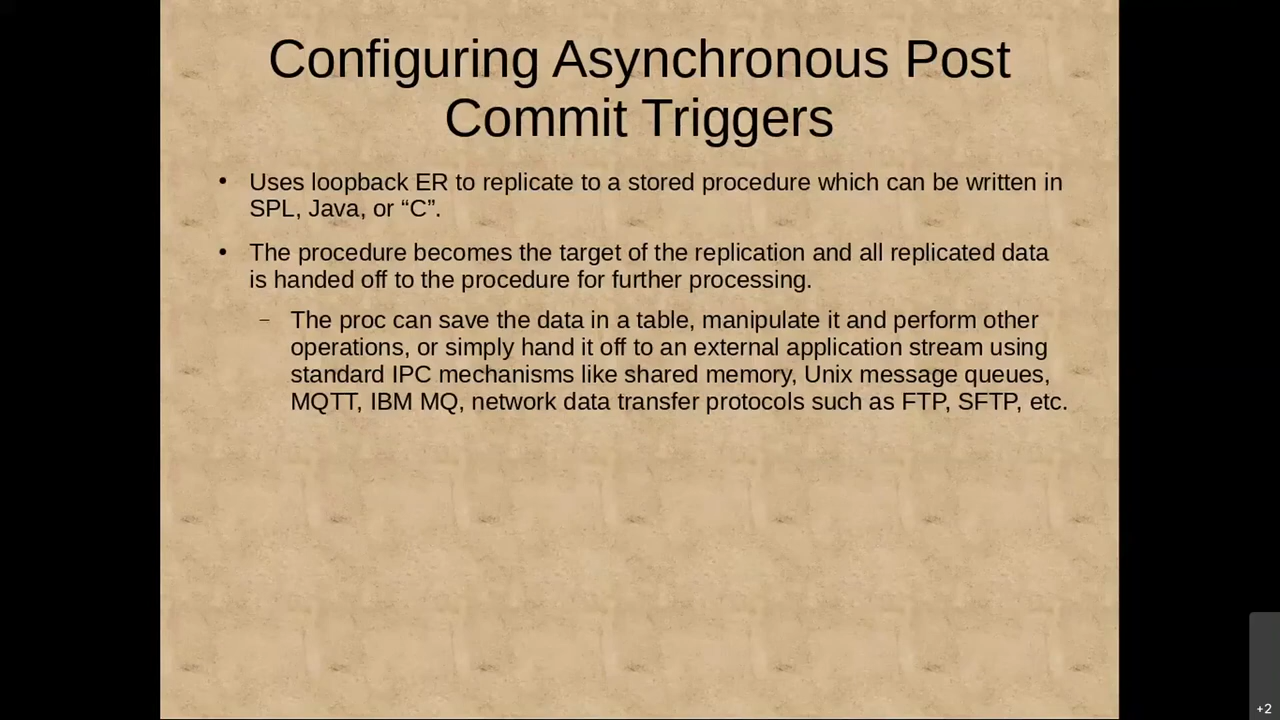 Configuring Asynchronous Post
Commit Triggers
• Uses loopback ER to replicate to a stored procedure which can be written in
SPL, Java, or “C”.
• The procedure becomes the target of the replication and all replicated data
is handed off to the procedure for further processing.
– The proc can save the data in a table, manipulate it and perform other
operations, or simply hand it off to an external application stream using
standard IPC mechanisms like shared memory, Unix message queues,
MQTT, IBM MQ, network data transfer protocols such as FTP, SFTP, etc.
+2